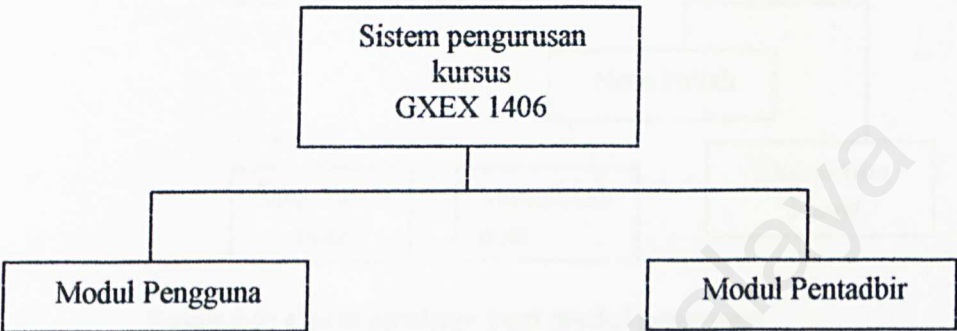 Sistem pengurusan
kursus
GXEX 1406
Modul Pengguna
Modul Pentadbir